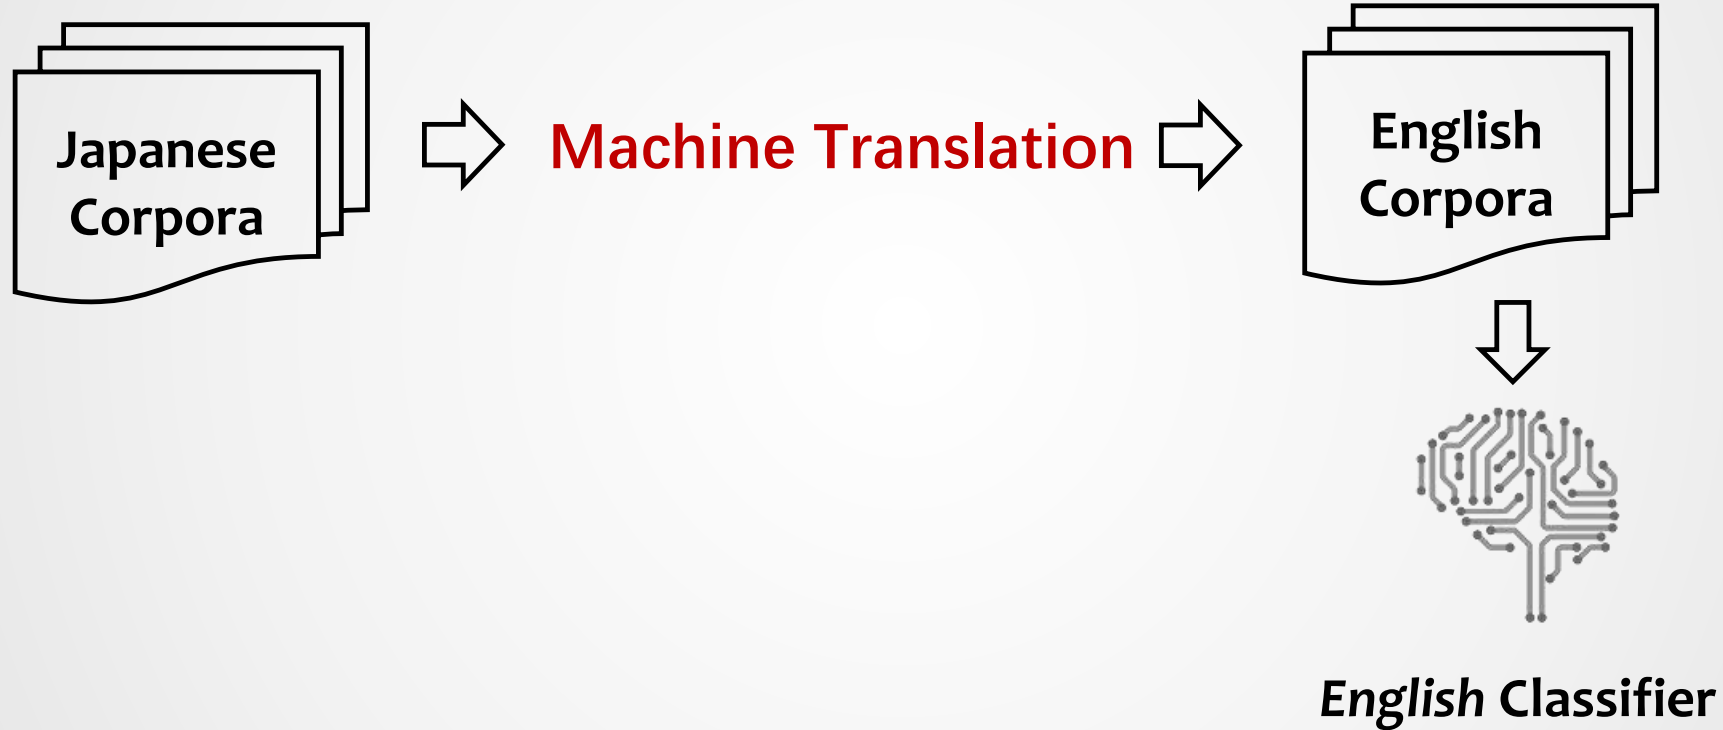 Japanese
Corpora
Machine Translation
English
Corpora
English Classifier